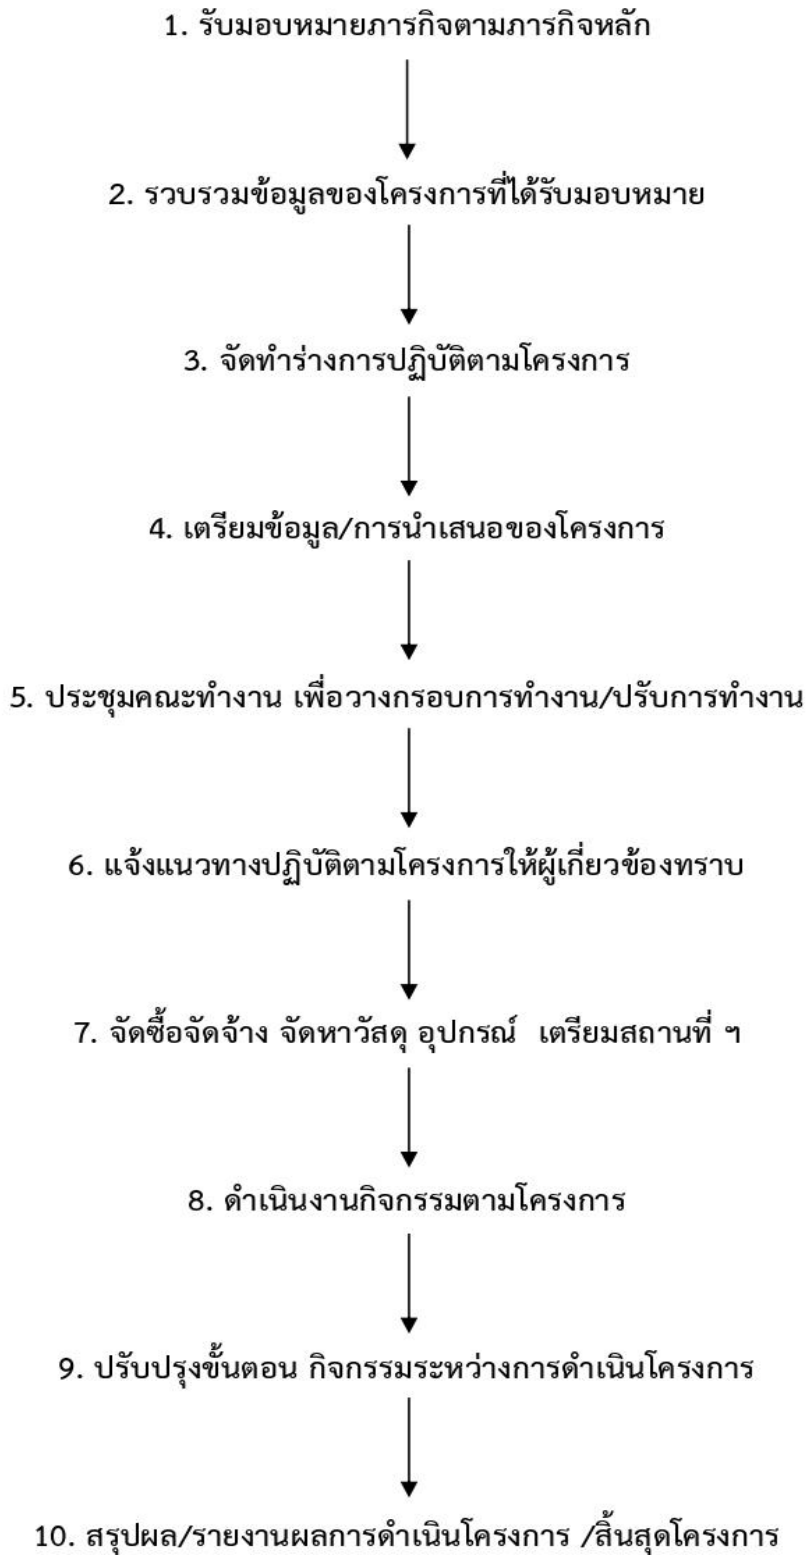 1. รับมอบหมายภารกิจตามภารกิจหลัก
2. รวบรวมข้อมูลของโครงการที่ได้รับมอบหมาย
3. จัดทำร่างการปฏิบัติตามโครงการ
4. เตรียมข้อมูล/การนำเสนอของโครงการ
5. ประชุมคณะทำงาน เพื่อวางกรอบการทำงาน/ปรับการทำงาน
6. แจ้งแนวทางปฏิบัติตามโครงการให้ผู้เกี่ยวข้องทราบ
7. จัดซื้อจัดจ้าง จัดหาวัสดุ อุปกรณ์ เตรียมสถานที่ ฯ
8. ดำเนินงานกิจกรรมตามโครงการ
9. ปรับปรุงขั้นตอน กิจกรรมระหว่างการดำเนินโครงการ
10. สรุปผล/รายงานผลการดำเนินโครงการ /สิ้นสุดโครงการ